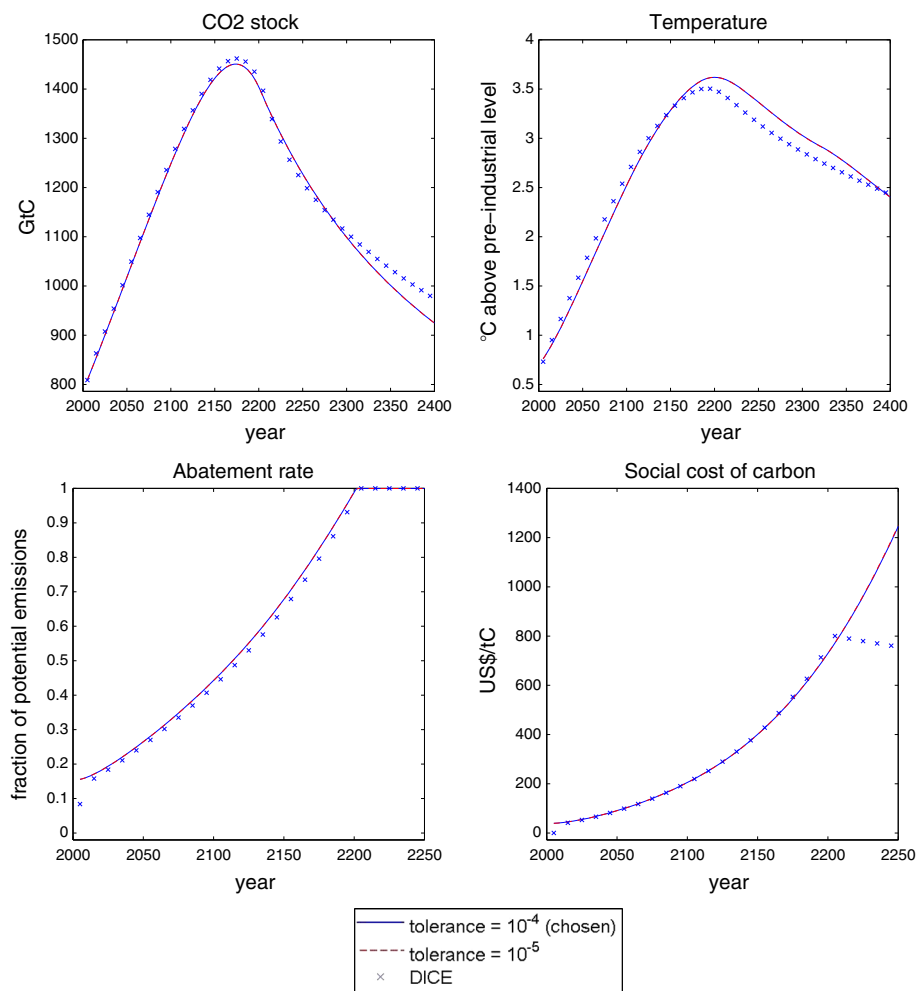 CO2 stock
1500
1400
1300
1200
1100
1000
900
800
GtC
2000 2050 2100 2150 2200 2250 2300 2350 2400
year
Temperature
4
3.5
3
2.5
2
1.5
1
0.5
°C above pre−industrial level
2000 2050 2100 2150 2200 2250 2300 2350 2400
year
Abatement rate
1
0.9
0.8
0.7
0.6
0.5
0.4
0.3
0.2
0.1
0
fraction of potential emissions
2000 2050 2100 2150 2200 2250
year
Social cost of carbon
1400
1200
1000
800
600
400
200
0
US$/tC
2000 2050 2100 2150 2200 2250
year
tolerance = 10^-4 (chosen)
tolerance = 10^-5
DICE